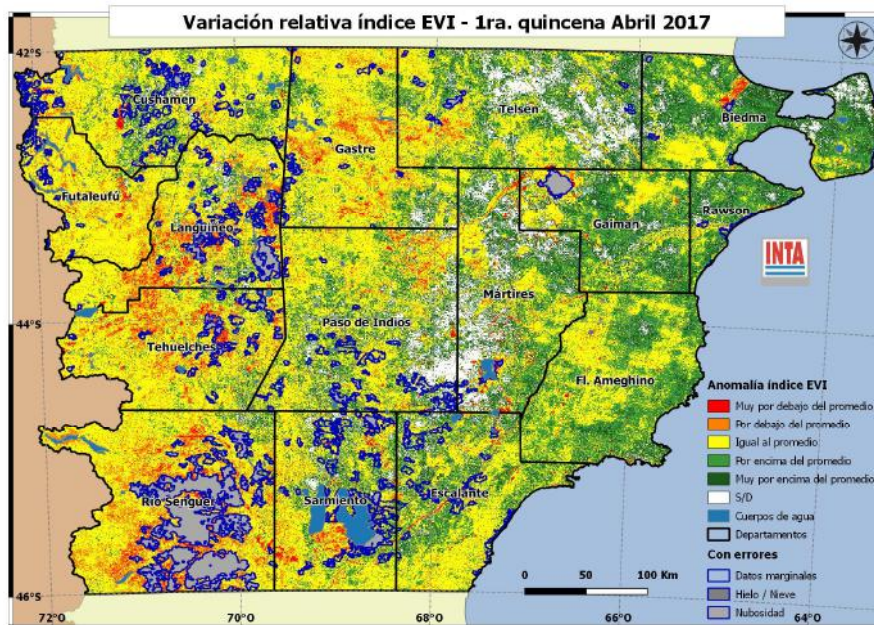 Variación relativa índice EVI - 1ra. quincena Abril 2017
42°S
Cushamen
Telsen
Biedma
Gastre
Futaleufú
Languineo
Gaiman
Rawson
INTA
Mártires
44°S
Paso de Indios
Tehuelches
Fl. Ameghino
Anomalía índice EVI
Muy por debajo del promedio
Por debajo del promedio
Igual al promedio
Por encima del promedio
Muy por encima del promedio
S/D
Cuerpos de agua
Departamentos
Con errores
Datos marginales
Hielo / Nieve
Nubosidad
Río Senguer
Sarmiento
Escalante
0 50 100 Km
46°S
72°O 70°O 68°O 66°O 64°O